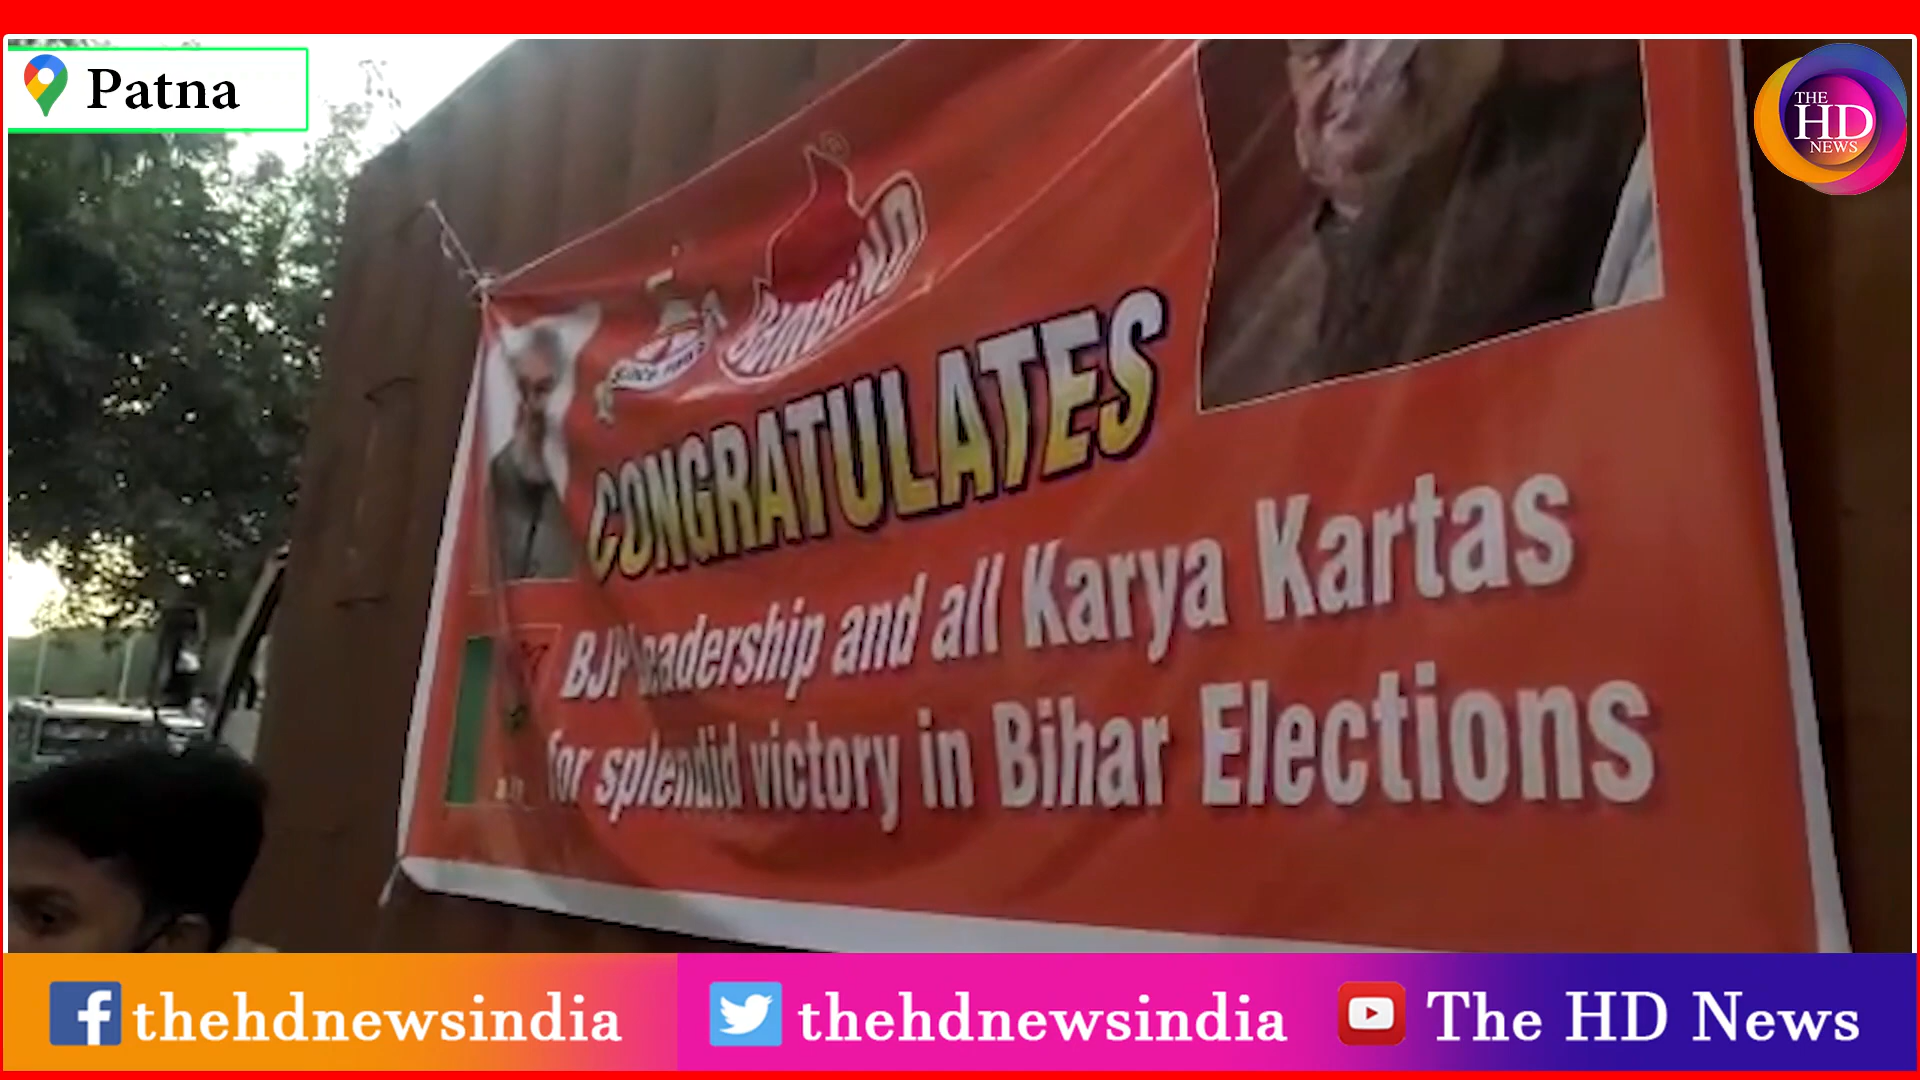 Patna
THE
HD
NEWS
BAMBINO
CONGRATULATES
BJP Leadership and all Karya Kartas
for splendid victory in Bihar Elections
thehdnewsindia thehdnewsindia The HD News